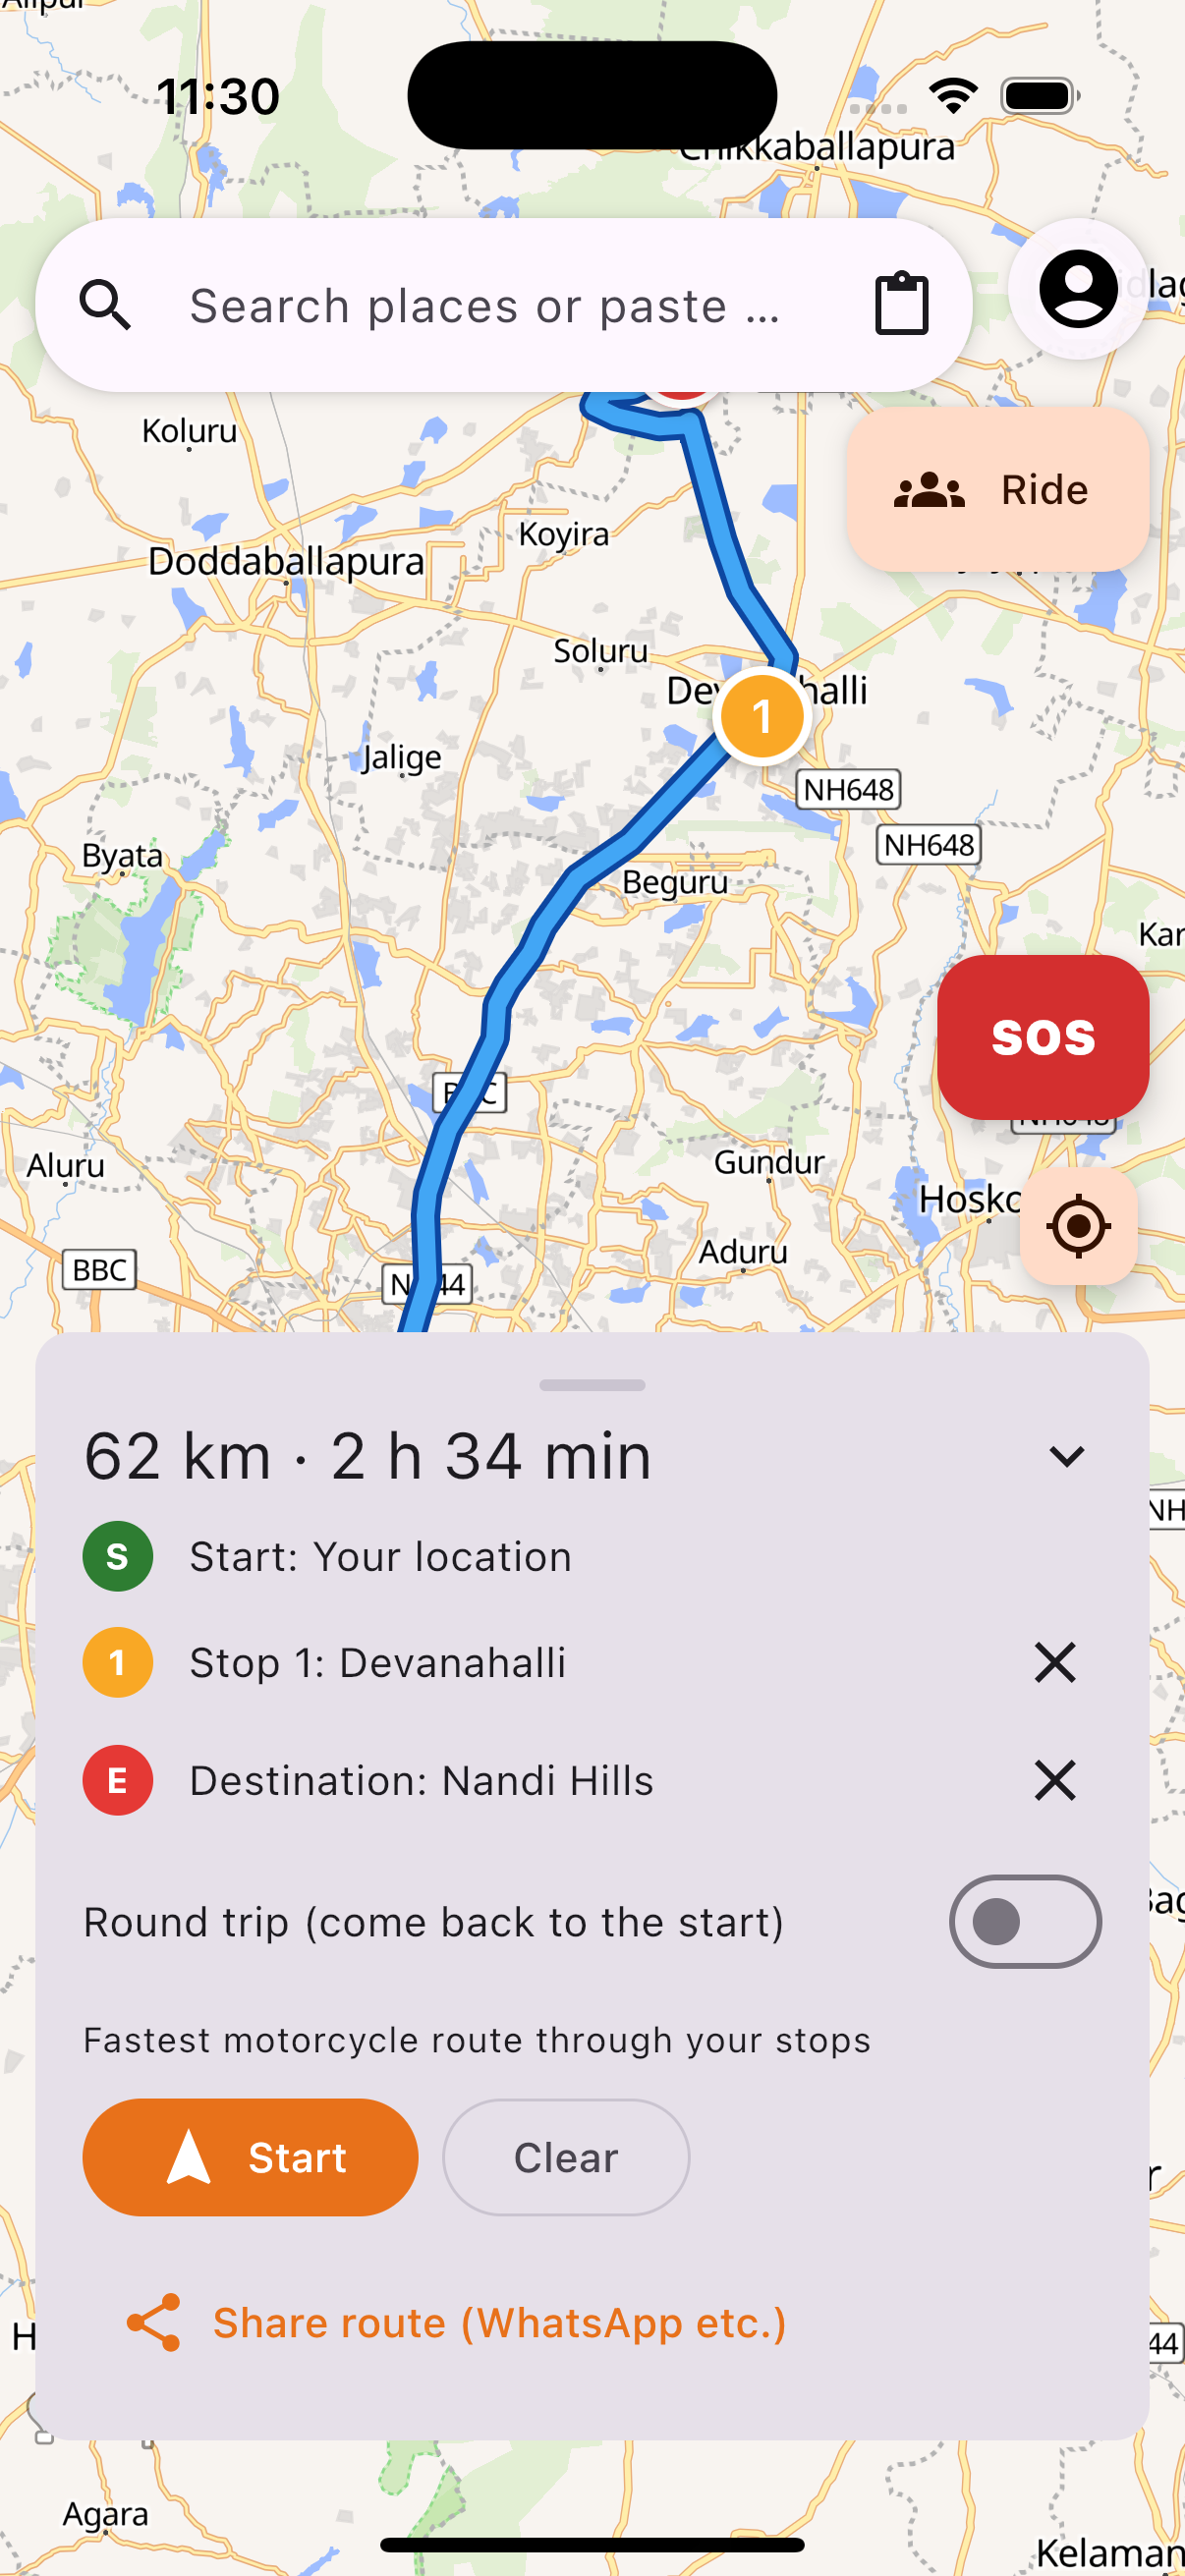 11:30
Chikkaballapura
Search places or paste ...
Koluru
Ride
Koyira
Doddaballapura
Soluru
1
Jalige
NH648
NH648
Byata
Beguru
SOS
Aluru
Gundur
Aduru
BBC
62 km · 2 h 34 min
S Start: Your location
1 Stop 1: Devanahalli
E Destination: Nandi Hills
Round trip (come back to the start)
Fastest motorcycle route through your stops
Start
Clear
Share route (WhatsApp etc.)
44
Agara